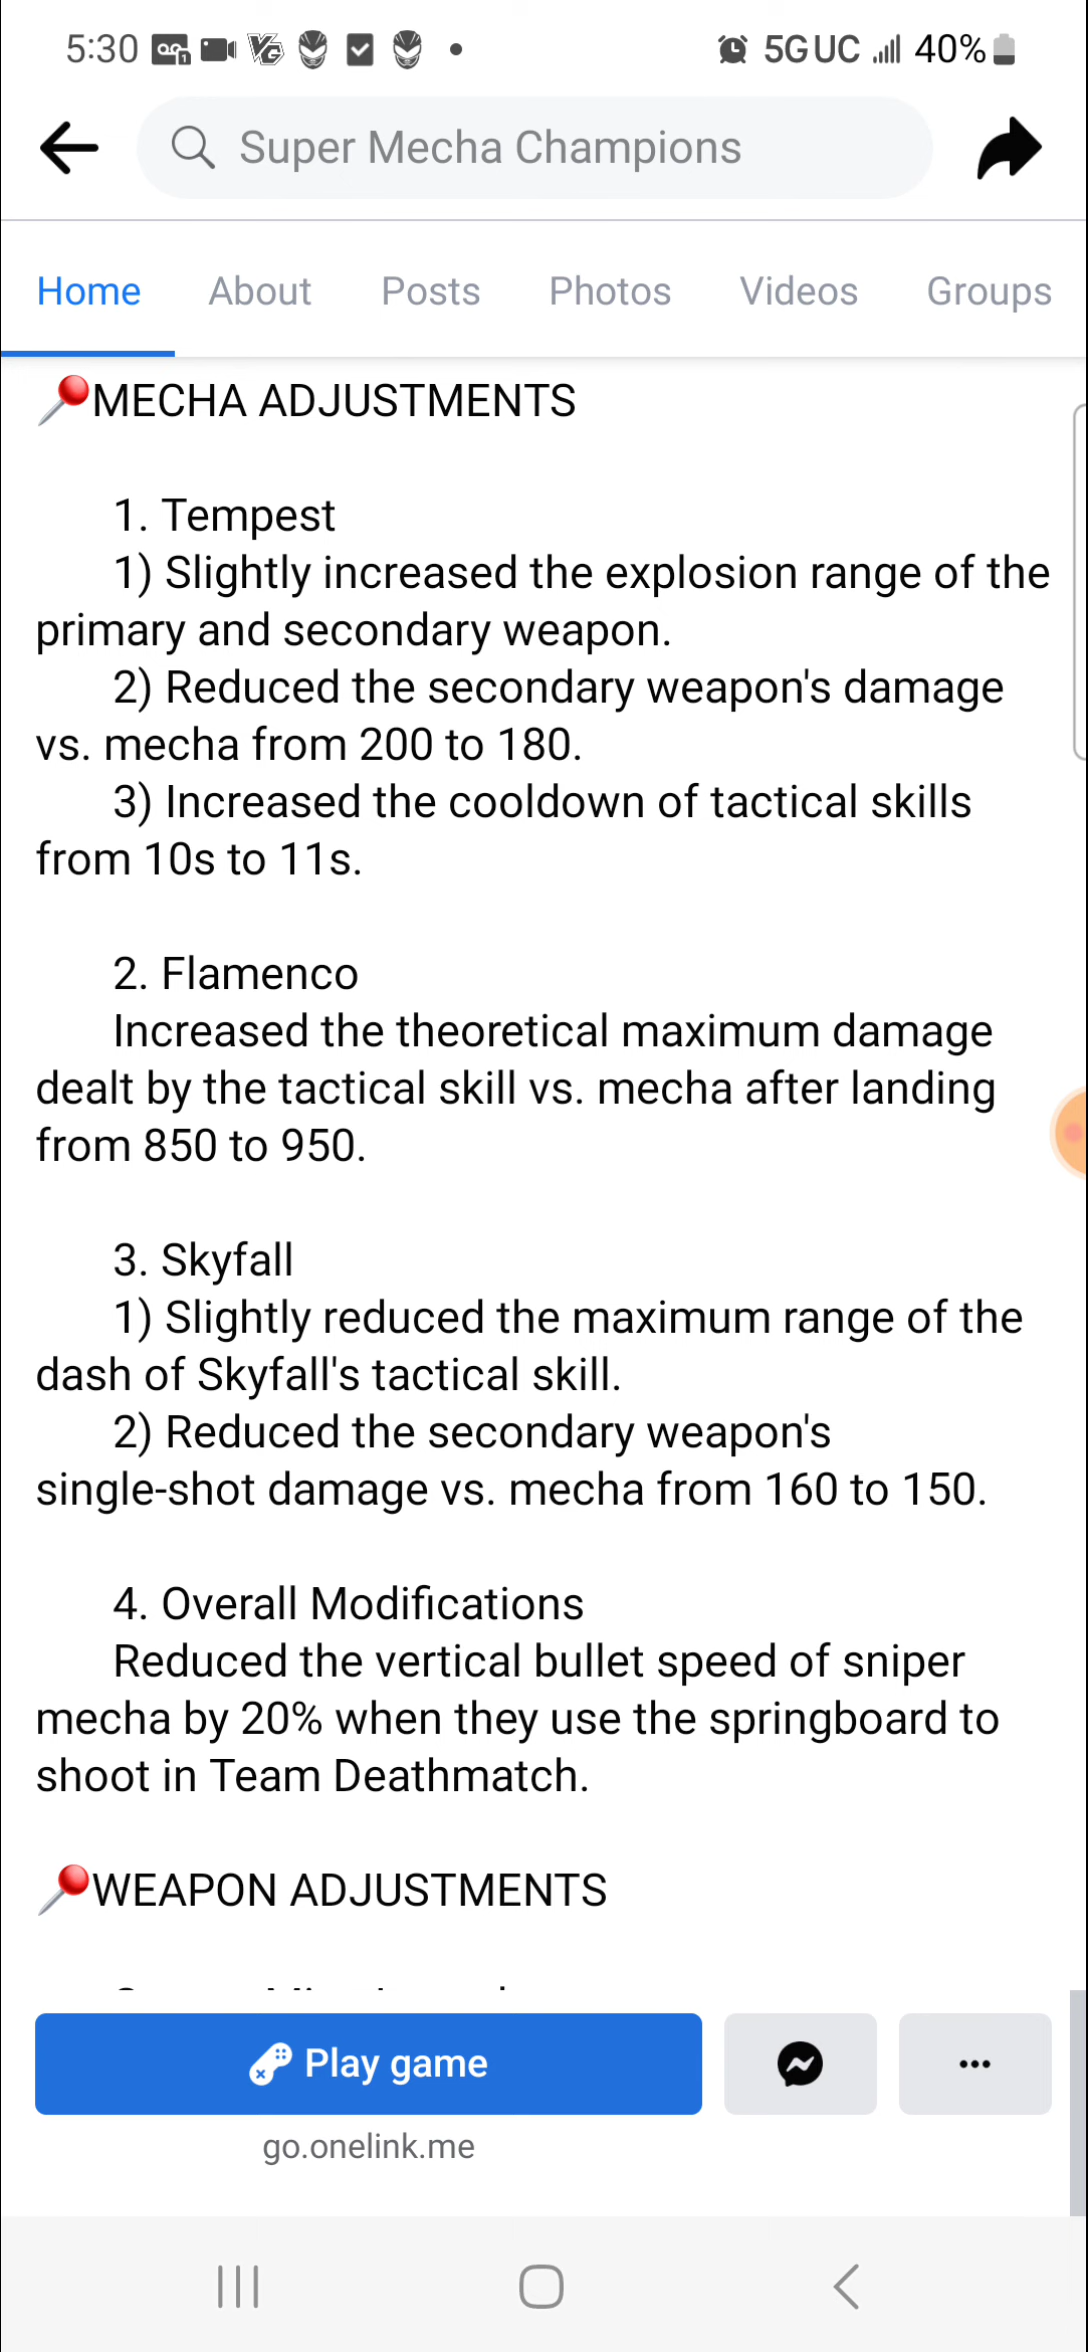 5:30 5G UC 40%
Super Mecha Champions
Home About Posts Photos Videos Groups
📍MECHA ADJUSTMENTS
1. Tempest
1) Slightly increased the explosion range of the
primary and secondary weapon.
2) Reduced the secondary weapon's damage
vs. mecha from 200 to 180.
3) Increased the cooldown of tactical skills
from 10s to 11s.
2. Flamenco
Increased the theoretical maximum damage
dealt by the tactical skill vs. mecha after landing
from 850 to 950.
3. Skyfall
1) Slightly reduced the maximum range of the
dash of Skyfall's tactical skill.
2) Reduced the secondary weapon's
single-shot damage vs. mecha from 160 to 150.
4. Overall Modifications
Reduced the vertical bullet speed of sniper
mecha by 20% when they use the springboard to
shoot in Team Deathmatch.
📍WEAPON ADJUSTMENTS
Play game
go.onelink.me